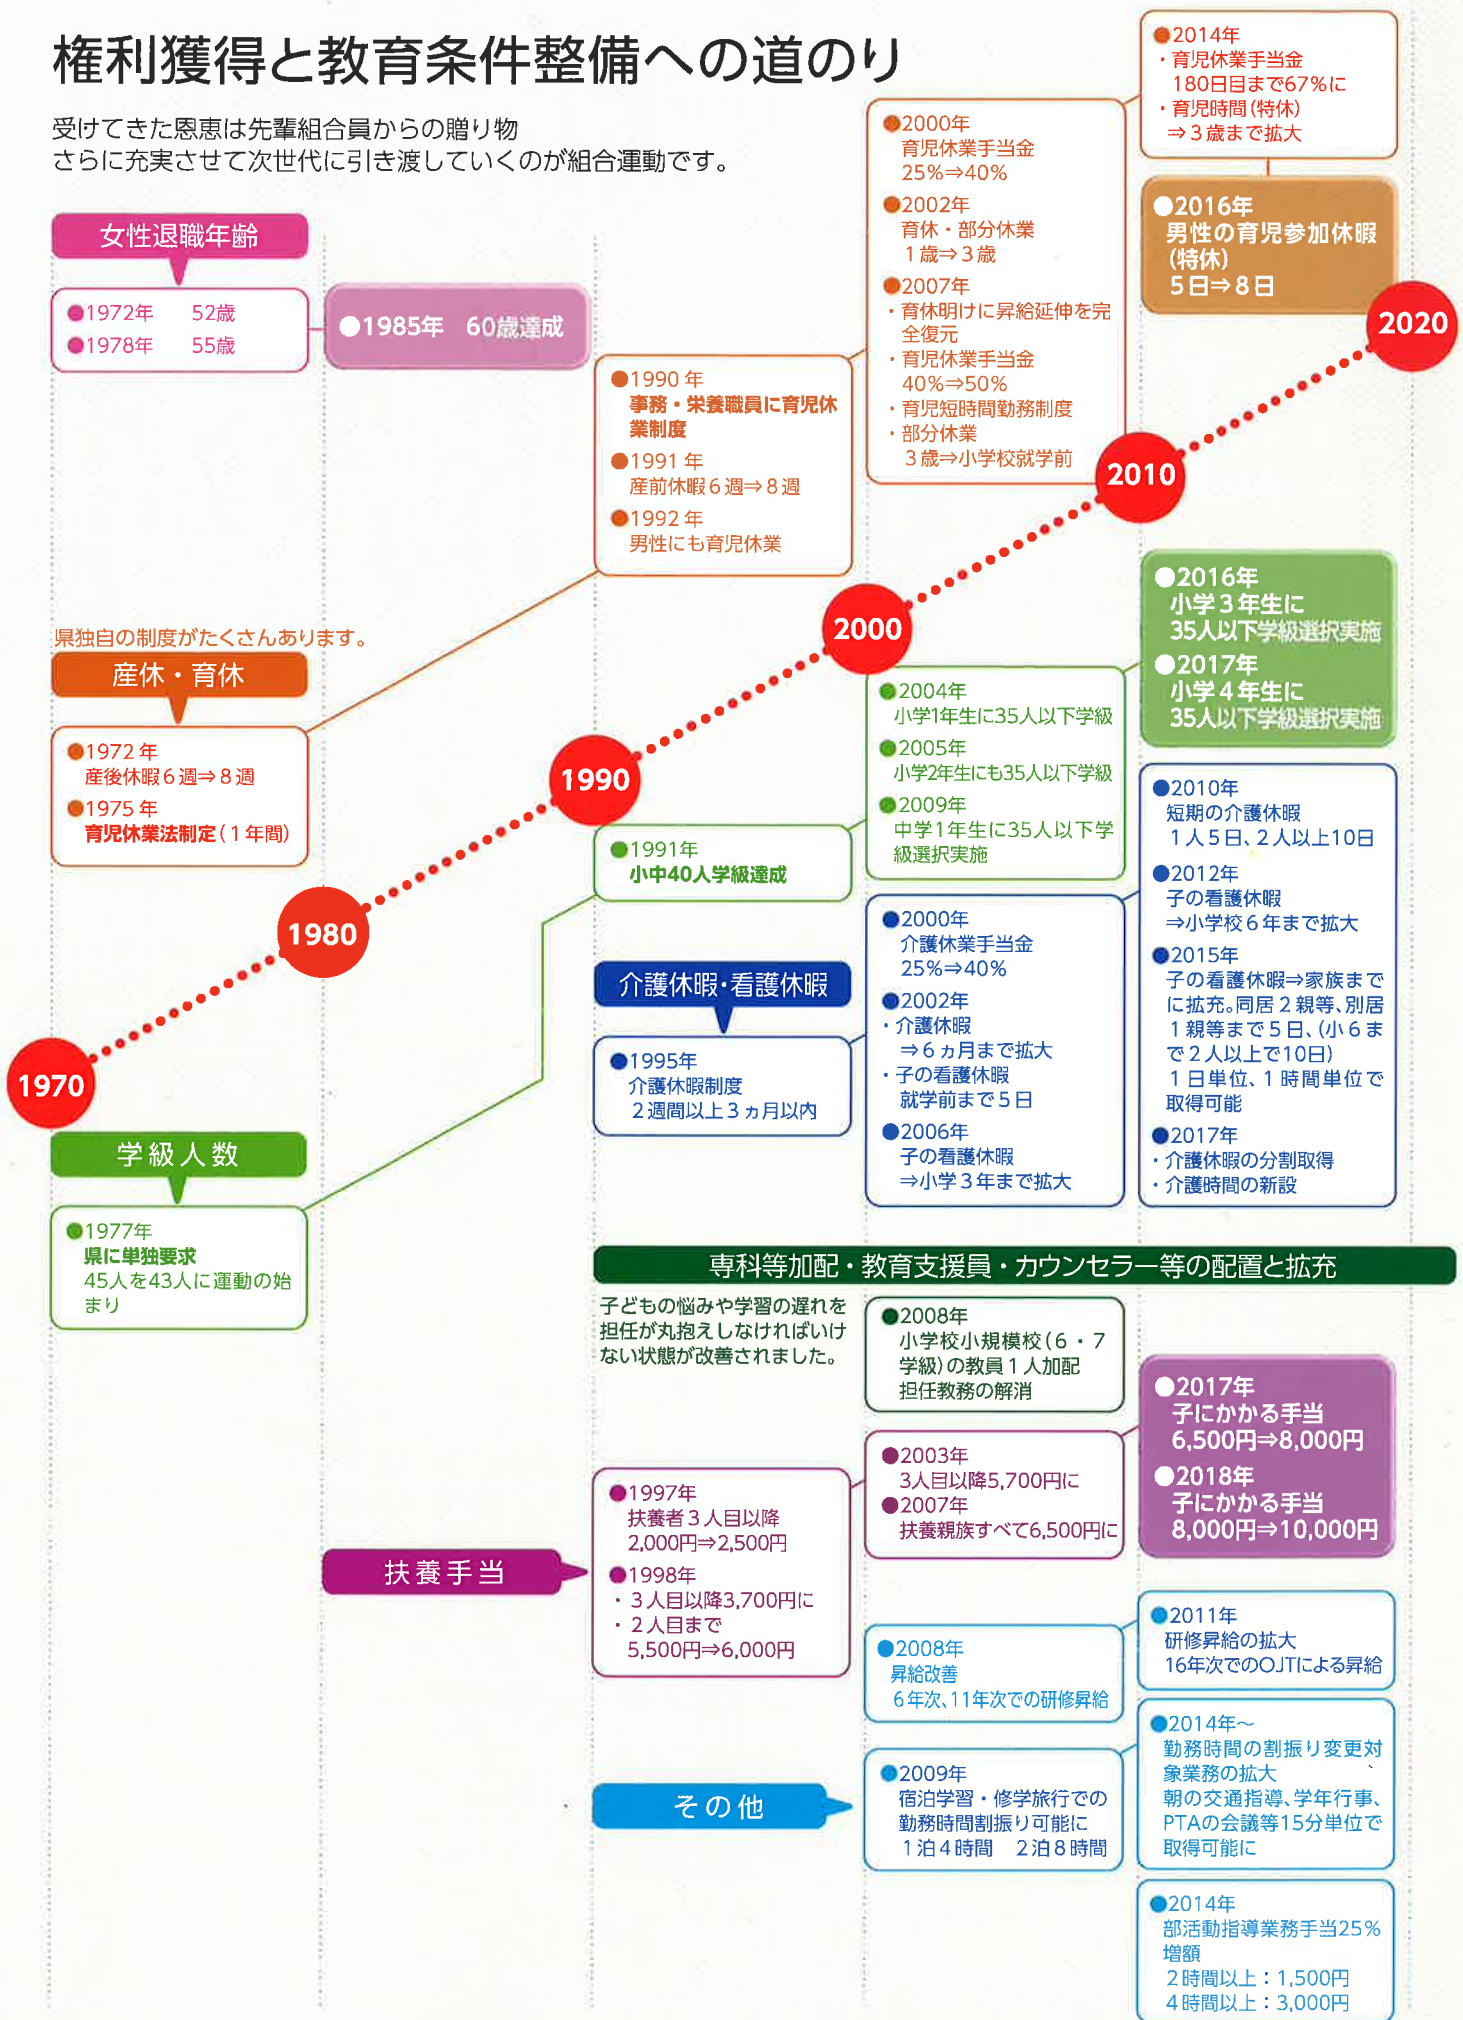 権利獲得と教育条件整備への道のり
受けてきた恩恵は先輩組合員からの贈り物
さらに充実させて次世代に引き渡していくのが組合運動です。
女性退職年齢
●1972年　52歳
●1978年　55歳
●1985年　60歳達成
県独自の制度がたくさんあります。
産休・育休
●1972年
産後休暇6週⇒8週
●1975年
育児休業法制定(1年間)
●1990年
事務・栄養職員に育児休
業制度
●1991年
産前休暇6週⇒8週
●1992年
男性にも育児休業
●2000年
育児休業手当金
25%⇒40%
●2002年
育休・部分休業
1歳⇒3歳
●2007年
・育休明けに昇給延伸を完
全復元
・育児休業手当金
40%⇒50%
・育児短時間勤務制度
・部分休業
3歳⇒小学校就学前
●2014年
・育児休業手当金
180日目まで67%に
・育児時間(特休)
⇒3歳まで拡大
●2016年
男性の育児参加休暇
(特休)
5日⇒8日
1970
1980
1990
2000
2010
2020
学級人数
●1977年
県に単独要求
45人を43人に運動の始
まり
●1991年
小中40人学級達成
●2004年
小学1年生に35人以下学級
●2005年
小学2年生にも35人以下学級
●2009年
中学1年生に35人以下学
級選択実施
●2016年
小学3年生に
35人以下学級選択実施
●2017年
小学4年生に
35人以下学級選択実施
介護休暇・看護休暇
●1995年
介護休暇制度
2週間以上3ヵ月以内
●2000年
介護休業手当金
25%⇒40%
●2002年
・介護休暇
⇒6ヵ月まで拡大
・子の看護休暇
就学前まで5日
●2006年
子の看護休暇
⇒小学3年まで拡大
●2010年
短期の介護休暇
1人5日、2人以上10日
●2012年
子の看護休暇
⇒小学校6年まで拡大
●2015年
子の看護休暇⇒家族まで
に拡充。同居2親等、別居
1親等まで5日、(小6ま
で2人以上で10日)
1日単位、1時間単位で
取得可能
●2017年
・介護休暇の分割取得
・介護時間の新設
専科等加配・教育支援員・カウンセラー等の配置と拡充
子どもの悩みや学習の遅れを
担任が丸抱えしなければいけ
ない状態が改善されました。
●2008年
小学校小規模校(6・7
学級)の教員1人加配
担任教務の解消
扶養手当
●1997年
扶養者3人目以降
2,000円⇒2,500円
●1998年
・3人目以降3,700円に
・2人目まで
5,500円⇒6,000円
●2003年
3人目以降5,700円に
●2007年
扶養親族すべて6,500円に
●2017年
子にかかる手当
6,500円⇒8,000円
●2018年
子にかかる手当
8,000円⇒10,000円
その他
●2008年
昇給改善
6年次、11年次での研修昇給
●2009年
宿泊学習・修学旅行での
勤務時間割振り可能に
1泊4時間　2泊8時間
●2011年
研修昇給の拡大
16年次でのOJTによる昇給
●2014年～
勤務時間の割振り変更対
象業務の拡大
朝の交通指導、学年行事、
PTAの会議等15分単位で
取得可能に
●2014年
部活動指導業務手当25%
増額
2時間以上：1,500円
4時間以上：3,000円